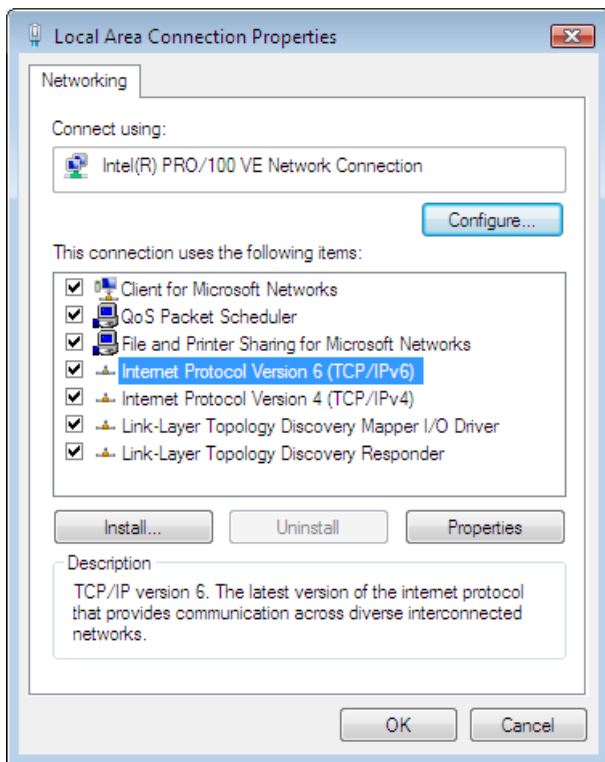 Local Area Connection Properties
Networking
Connect using:
Intel(R) PRO/100 VE Network Connection
Configure...
This connection uses the following items:
Client for Microsoft Networks
QoS Packet Scheduler
File and Printer Sharing for Microsoft Networks
Internet Protocol Version 6 (TCP/IPv6)
Internet Protocol Version 4 (TCP/IPv4)
Link-Layer Topology Discovery Mapper I/O Driver
Link-Layer Topology Discovery Responder
Install... Uninstall Properties
Description
TCP/IP version 6. The latest version of the internet protocol
that provides communication across diverse interconnected
networks.
OK Cancel